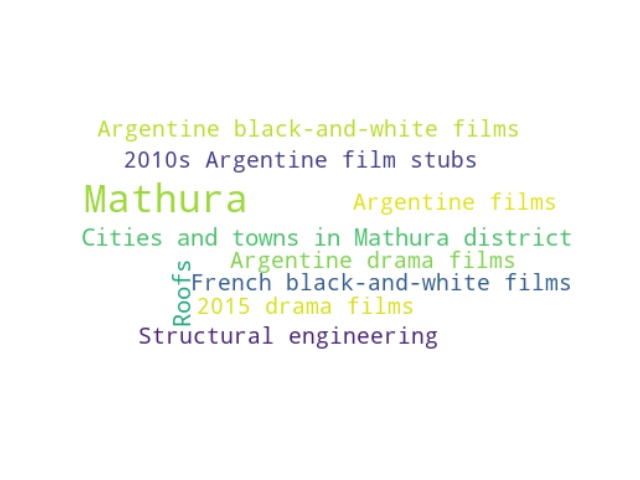 Argentine black-and-white films
2010s Argentine film stubs
Mathura
Argentine films
Cities and towns in Mathura district
Argentine drama films
Roofs
French black-and-white films
2015 drama films
Structural engineering